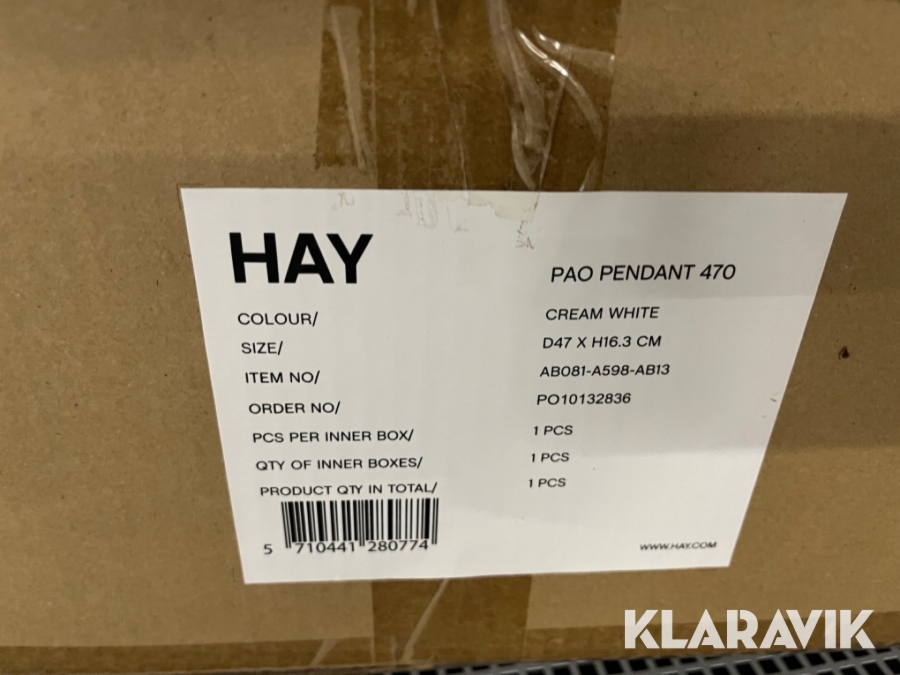 HAY
PAO PENDANT 470
COLOUR/ CREAM WHITE
SIZE/ D47 X H16.3 CM
ITEM NO/ AB081-A598-AB13
ORDER NO/ PO10132836
PCS PER INNER BOX/ 1 PCS
QTY OF INNER BOXES/ 1 PCS
PRODUCT QTY IN TOTAL/ 1 PCS
5 710441 280774
WWW.HAY.COM
KLARAVIK